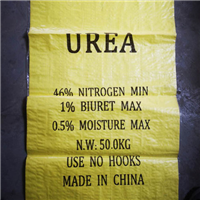 UREA
46% NITROGEN MIN
1% BIURET MAX
0.5% MOISTURE MAX
N.W. 50.0KG
USE NO HOOKS
MADE IN CHINA